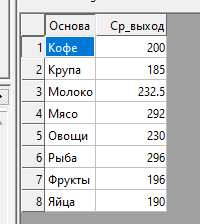 Основа Ср_выход
1 Кофе 200
2 Крупа 185
3 Молоко 232.5
4 Мясо 292
5 Овощи 230
6 Рыба 296
7 Фрукты 196
8 Яйца 190